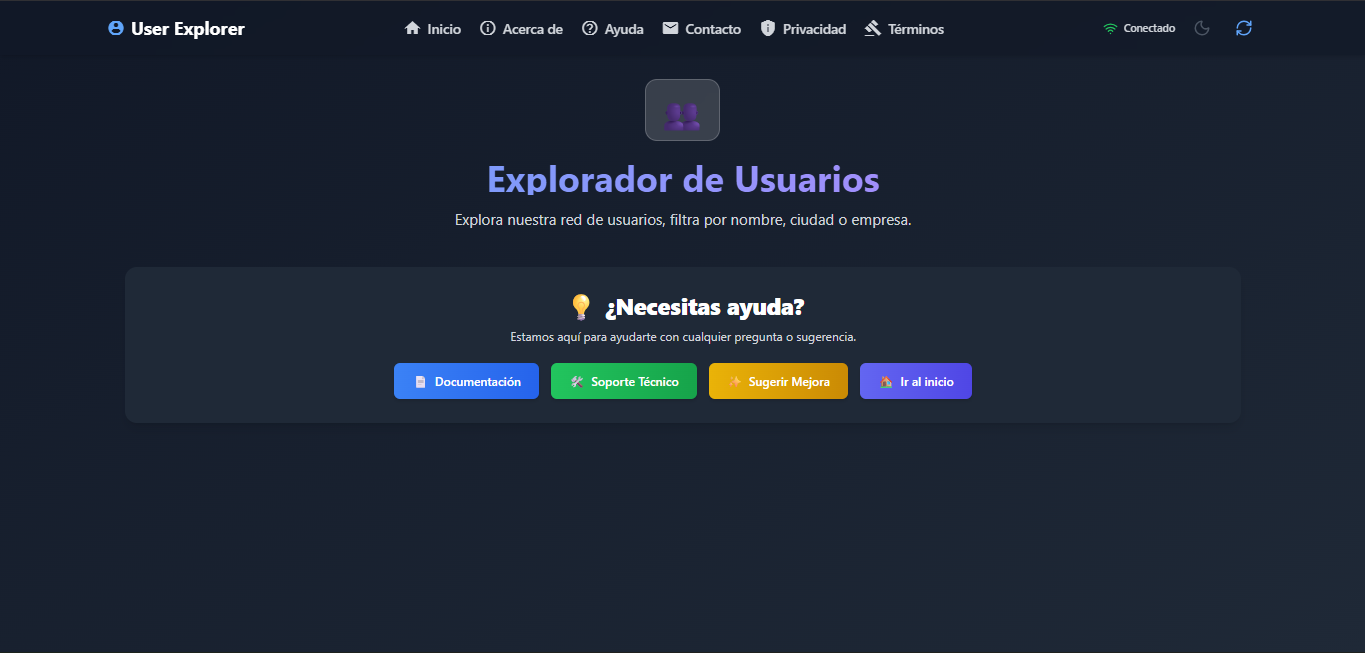 User Explorer
Inicio
Acerca de
Ayuda
Contacto
Privacidad
Términos
Conectado
Explorador de Usuarios
Explora nuestra red de usuarios, filtra por nombre, ciudad o empresa.
¿Necesitas ayuda?
Estamos aquí para ayudarte con cualquier pregunta o sugerencia.
Documentación
Soporte Técnico
Sugerir Mejora
Ir al inicio